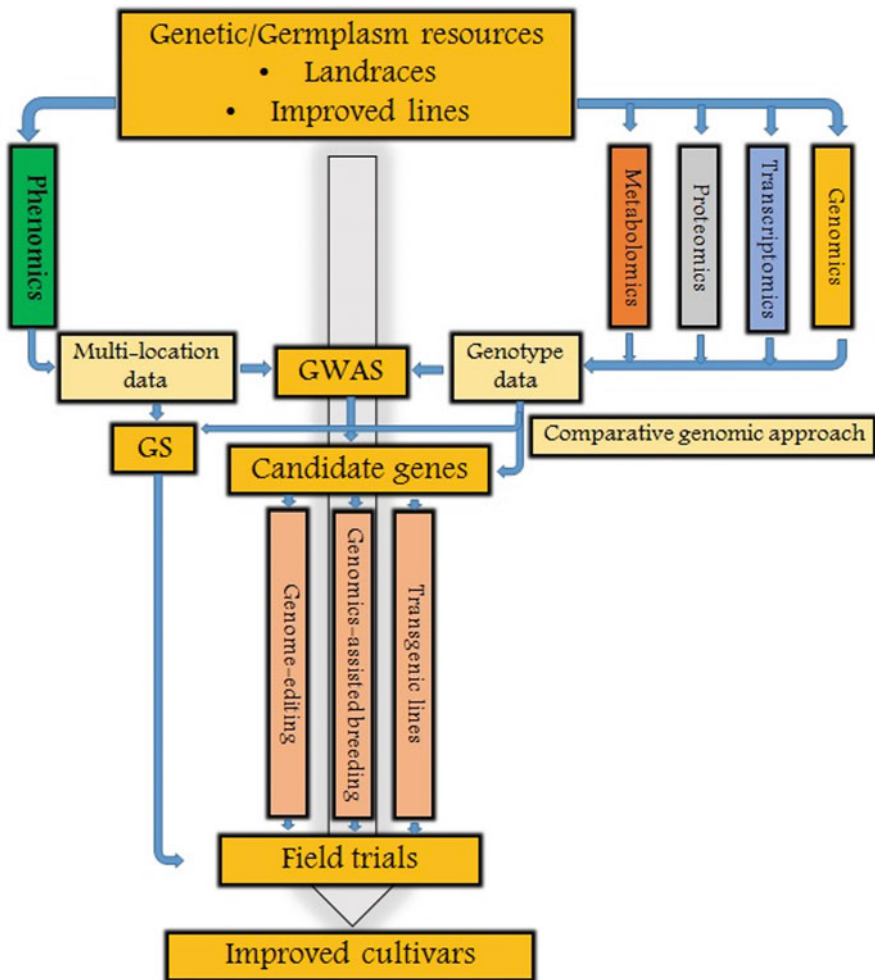 Genetic/Germplasm resources
• Landraces
• Improved lines
Phenomics
Metabolomics
Proteomics
Transcriptomics
Genomics
Multi-location
data
GWAS
Genotype
data
GS
Comparative genomic approach
Candidate genes
Genome-editing
Genomics-assisted breeding
Transgenic lines
Field trials
Improved cultivars